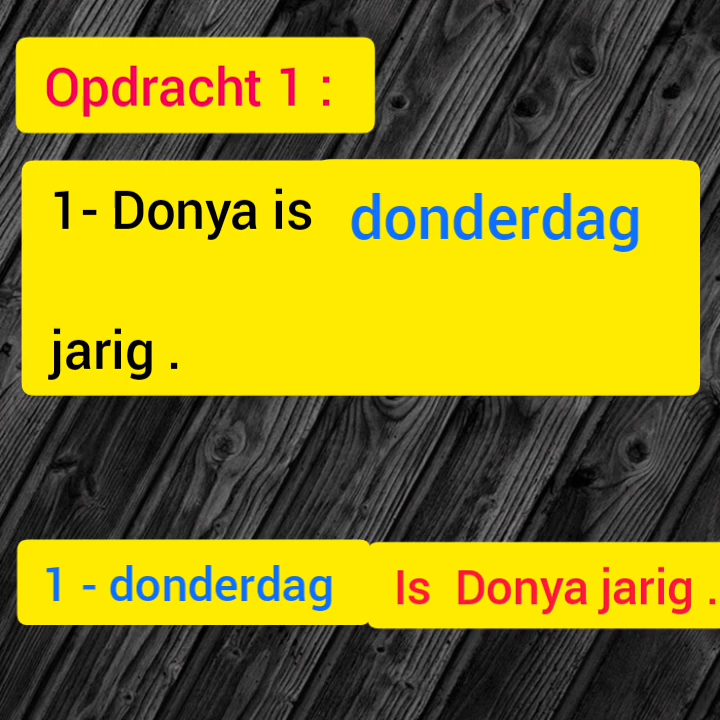 Opdracht 1 :
1- Donya is donderdag
jarig .
1 - donderdag Is Donya jarig .